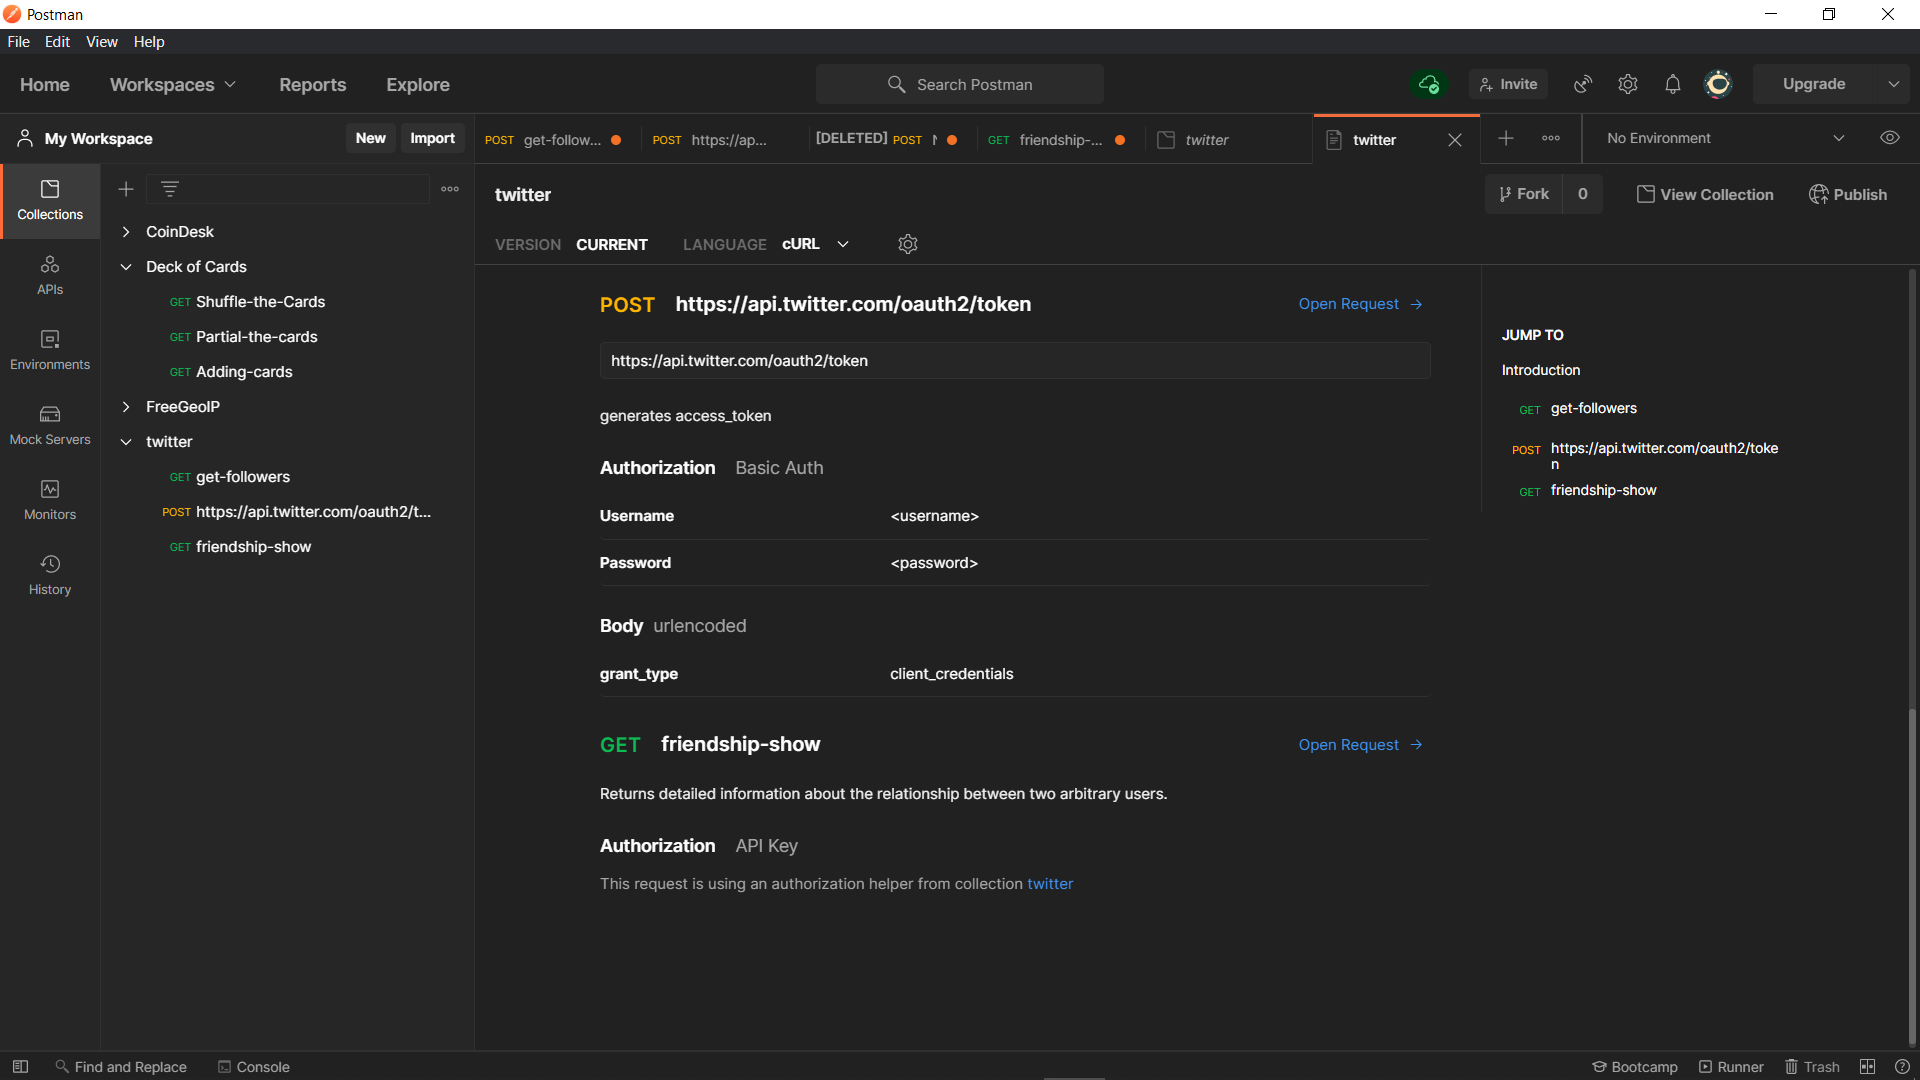 Postman
File Edit View Help
Home Workspaces Reports Explore Search Postman Invite Upgrade
My Workspace New Import
POST get-follow... POST https://ap... [DELETED] POST GET friendship-... twitter twitter No Environment
Collections
APIs
Environments
Mock Servers
Monitors
History
CoinDesk
Deck of Cards
GET Shuffle-the-Cards
GET Partial-the-cards
GET Adding-cards
FreeGeoIP
twitter
GET get-followers
POST https://api.twitter.com/oauth2/t...
GET friendship-show
twitter Fork 0 View Collection Publish
VERSION CURRENT LANGUAGE cURL
POST https://api.twitter.com/oauth2/token Open Request →
https://api.twitter.com/oauth2/token
generates access_token
Authorization Basic Auth
Username <username>
Password <password>
Body urlencoded
grant_type client_credentials
GET friendship-show Open Request →
Returns detailed information about the relationship between two arbitrary users.
Authorization API Key
This request is using an authorization helper from collection twitter
JUMP TO
Introduction
GET get-followers
POST https://api.twitter.com/oauth2/toke
n
GET friendship-show
Find and Replace Console Bootcamp Runner Trash